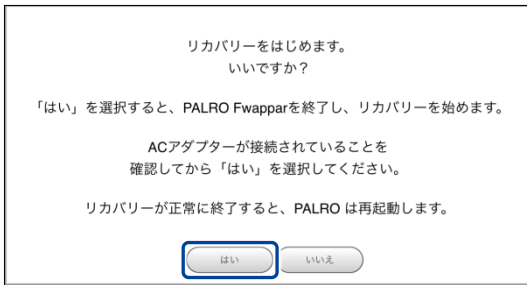 リカバリーをはじめます。
いいですか？
「はい」を選択すると、PALRO Fwapparを終了し、リカバリーを始めます。
ACアダプターが接続されていることを
確認してから「はい」を選択してください。
リカバリーが正常に終了すると、PALRO は再起動します。
はい
いいえ